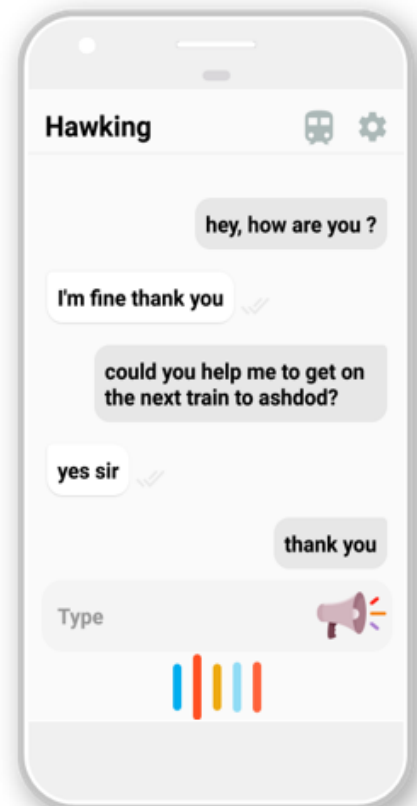 Hawking
hey, how are you ?
I'm fine thank you
could you help me to get on
the next train to ashdod?
yes sir
thank you
Type